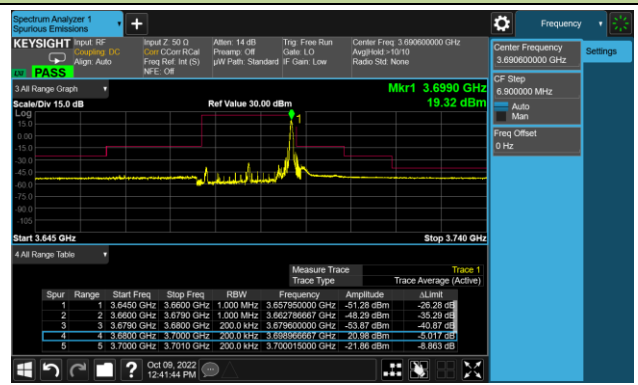 Spectrum Analyzer 1
Spurious Emissions
+
Frequency
KEYSIGHT Input: RF
Coupling: DC
Align: Auto
Input Z: 50 Ω
Corr CCorr RCal
Freq Ref: Int (S)
NFE: Off
Atten: 14 dB
Preamp: Off
µW Path: Standard
Trig: Free Run
Gate: LO
IF Gain: Low
Center Freq: 3.690600000 GHz
Avg|Hold:>10/10
Radio Std: None
PASS
Center Frequency
3.690600000 GHz
Settings
CF Step
6.900000 MHz
Auto
Man
Freq Offset
0 Hz
3 All Range Graph
Mkr1 3.6990 GHz
Scale/Div 15.0 dB
Ref Value 30.00 dBm
19.32 dBm
Log
15.0
0.00
-15.0
-30.0
-45.0
-60.0
-75.0
-90.0
-105
1
Start 3.645 GHz
Stop 3.740 GHz
4 All Range Table
Measure Trace Trace 1
Trace Type Trace Average (Active)
Spur Range Start Freq Stop Freq RBW Frequency Amplitude ΔLimit
1 1 3.6450 GHz 3.6600 GHz 1.000 MHz 3.657950000 GHz -51.28 dBm -26.28 dB
2 2 3.6600 GHz 3.6790 GHz 1.000 MHz 3.662786667 GHz -48.29 dBm -35.29 dB
3 3 3.6790 GHz 3.6800 GHz 200.0 kHz 3.679600000 GHz -53.87 dBm -40.87 dB
4 4 3.6800 GHz 3.7000 GHz 200.0 kHz 3.698966667 GHz 20.98 dBm -5.017 dB
5 5 3.7000 GHz 3.7010 GHz 200.0 kHz 3.700015000 GHz -21.86 dBm -8.863 dB
?
Oct 09, 2022
12:41:44 PM